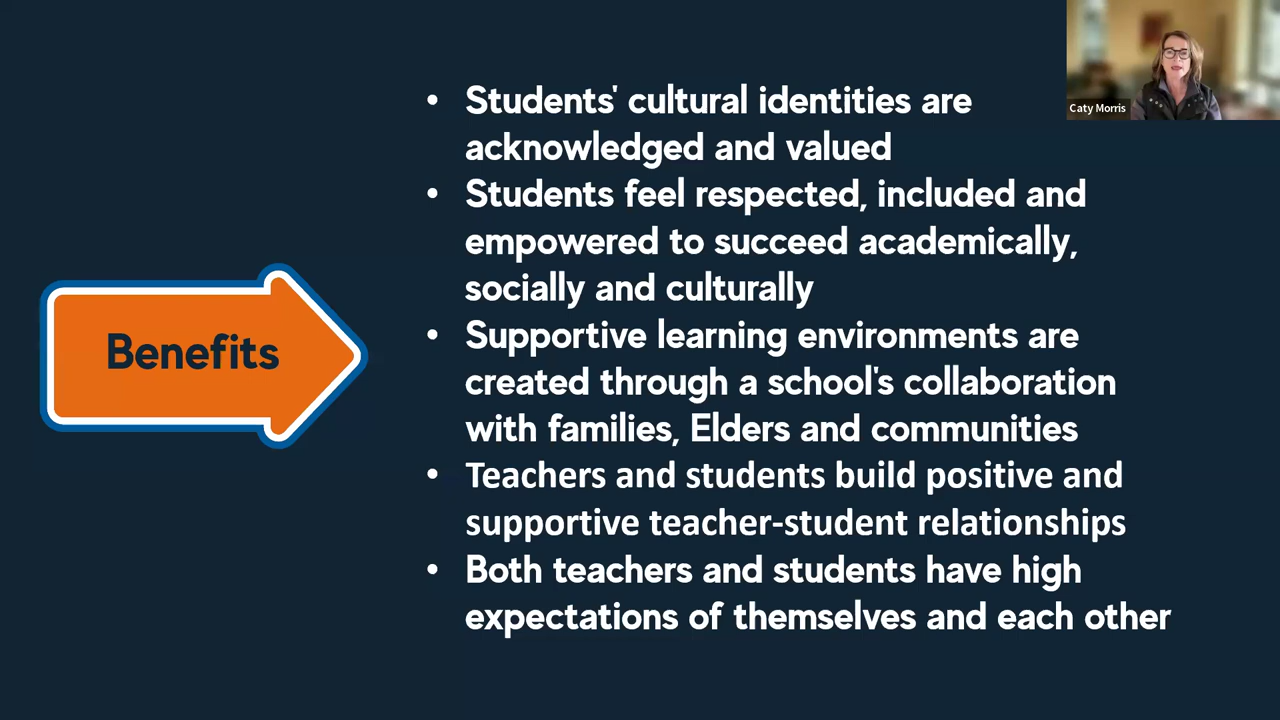 Caty Morris
Benefits
• Students' cultural identities are
acknowledged and valued
• Students feel respected, included and
empowered to succeed academically,
socially and culturally
• Supportive learning environments are
created through a school's collaboration
with families, Elders and communities
• Teachers and students build positive and
supportive teacher-student relationships
• Both teachers and students have high
expectations of themselves and each other